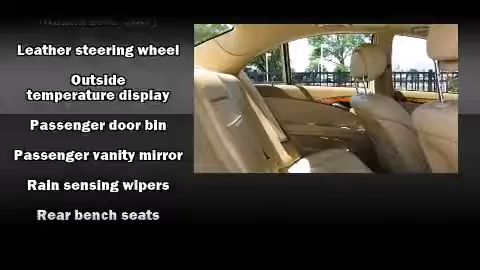 Leather steering wheel
Outside
temperature display
Passenger door bin
Passenger vanity mirror
Rain sensing wipers
Rear bench seats